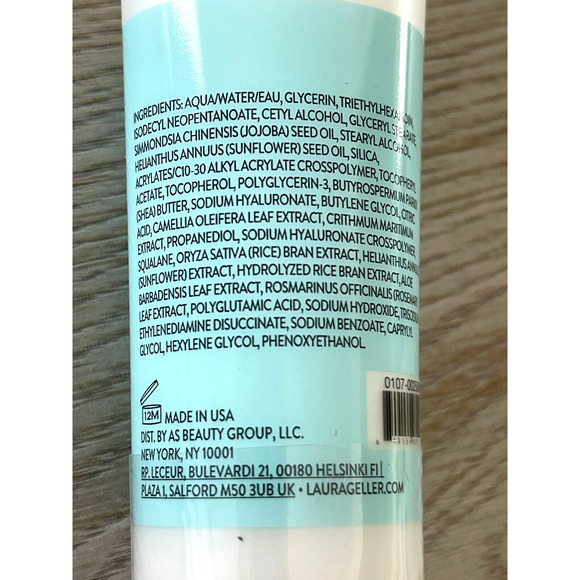 INGREDIENTS: AQUA/WATER/EAU, GLYCERIN, TRIETHYLHEXANOIN,
ISODECYL NEOPENTANOATE, CETYL ALCOHOL, GLYCERYL STEARATE,
SIMMONDSIA CHINENSIS (JOJOBA) SEED OIL, STEARYL ALCOHOL,
HELIANTHUS ANNUUS (SUNFLOWER) SEED OIL, SILICA,
ACRYLATES/C10-30 ALKYL ACRYLATE CROSSPOLYMER, TOCOPHERYL
ACETATE, TOCOPHEROL, POLYGLYCERIN-3, BUTYROSPERMUM PARKII
(SHEA) BUTTER, SODIUM HYALURONATE, BUTYLENE GLYCOL, CITRIC
ACID, CAMELLIA OLEIFERA LEAF EXTRACT, CRITHMUM MARITIMUM
EXTRACT, PROPANEDIOL, SODIUM HYALURONATE CROSSPOLYMER,
SQUALANE, ORYZA SATIVA (RICE) BRAN EXTRACT, HELIANTHUS
(SUNFLOWER) EXTRACT, HYDROLYZED RICE BRAN EXTRACT, ALOE
BARBADENSIS LEAF EXTRACT, ROSMARINUS OFFICINALIS (ROSEMARY
LEAF EXTRACT, POLYGLUTAMIC ACID, SODIUM HYDROXIDE, TRISODIUM
ETHYLENEDIAMINE DISUCCINATE, SODIUM BENZOATE, CAPRYLYL
GLYCOL, HEXYLENE GLYCOL, PHENOXYETHANOL.
12M
MADE IN USA
DIST. BY AS BEAUTY GROUP, LLC.
NEW YORK, NY 10001
RP. LECEUR, BULEVARDI 21, 00180 HELSINKI FI |
PLAZA 1, SALFORD M50 3UB UK • LAURAGELLER.COM